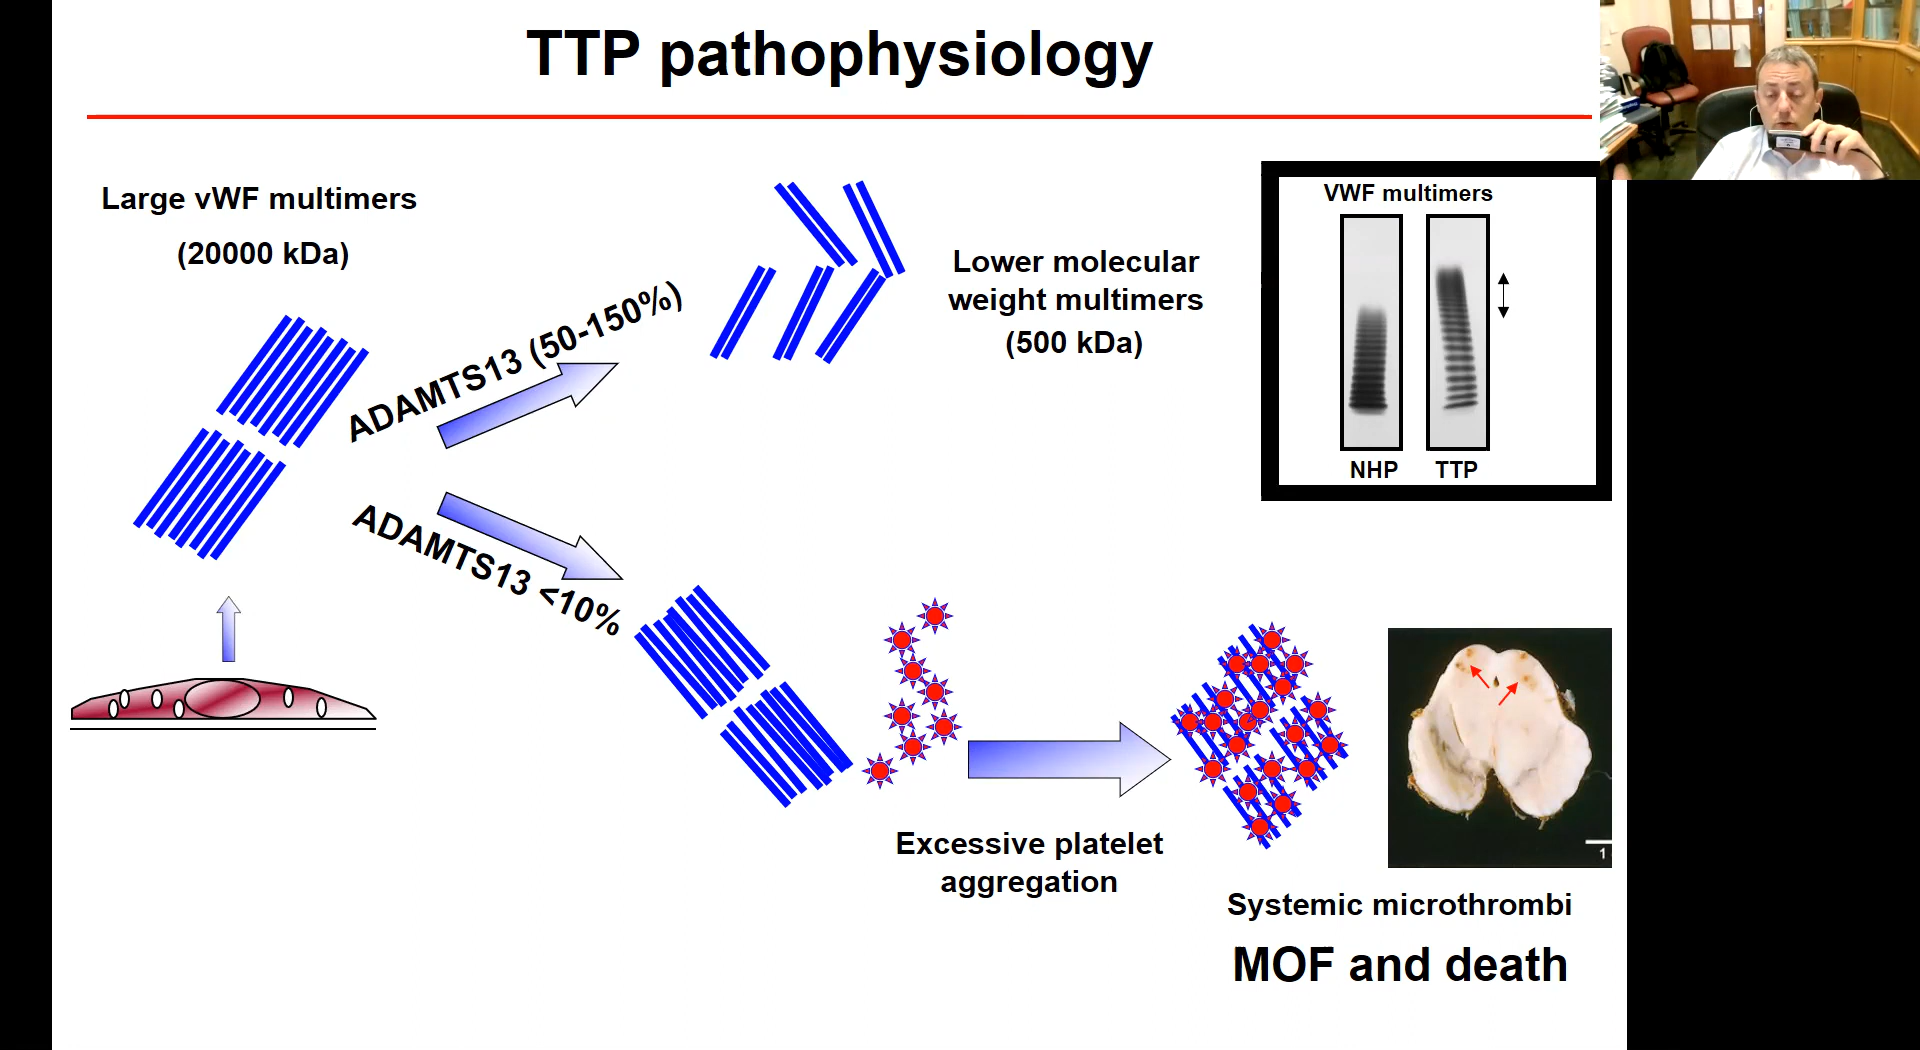 TTP pathophysiology
Large vWF multimers
(20000 kDa)
ADAMTS13 (50-150%)
Lower molecular
weight multimers
(500 kDa)
VWF multimers
NHP TTP
ADAMTS13 <10%
Excessive platelet
aggregation
1
Systemic microthrombi
MOF and death